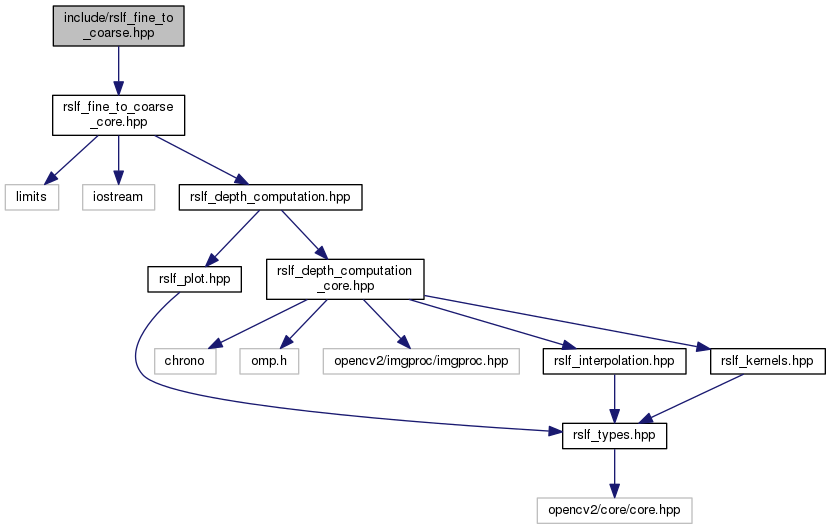 include/rslf_fine_to
_coarse.hpp
rslf_fine_to_coarse
_core.hpp
limits
iostream
rslf_depth_computation.hpp
rslf_plot.hpp
rslf_depth_computation
_core.hpp
chrono
omp.h
opencv2/imgproc/imgproc.hpp
rslf_interpolation.hpp
rslf_kernels.hpp
rslf_types.hpp
opencv2/core/core.hpp